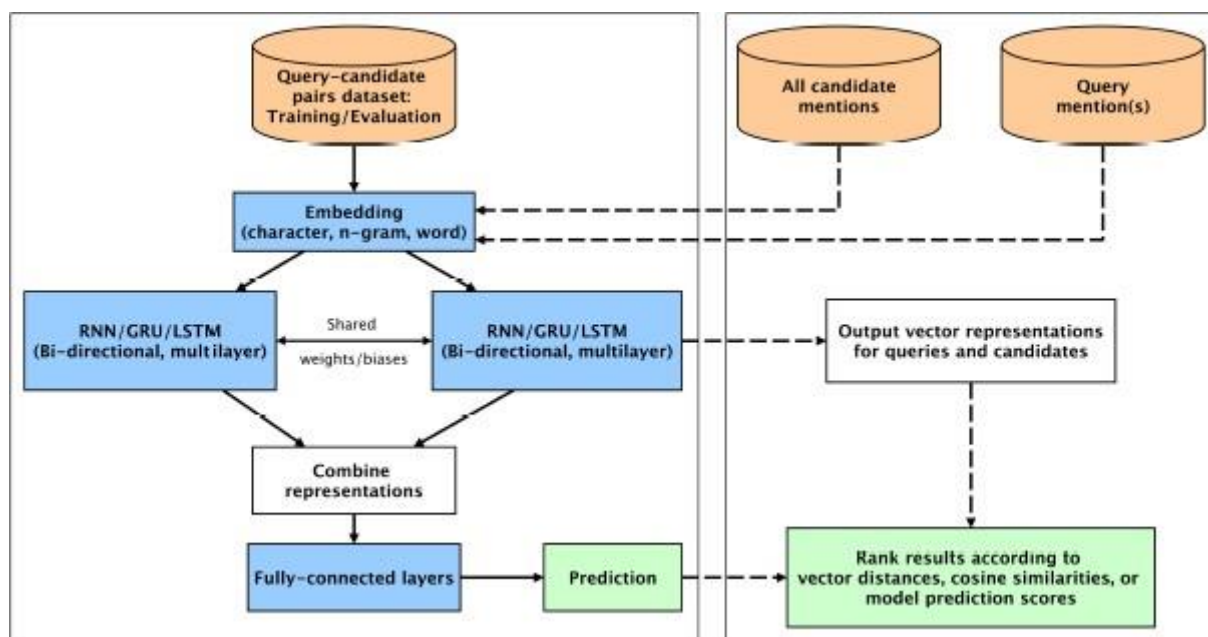 Query-candidate
pairs dataset:
Training/Evaluation
All candidate
mentions
Query
mention(s)
Embedding
(character, n-gram, word)
RNN/GRU/LSTM
(Bi-directional, multilayer)
Shared
weights/biases
RNN/GRU/LSTM
(Bi-directional, multilayer)
Output vector representations
for queries and candidates
Combine
representations
Fully-connected layers
Prediction
Rank results according to
vector distances, cosine similarities, or
model prediction scores